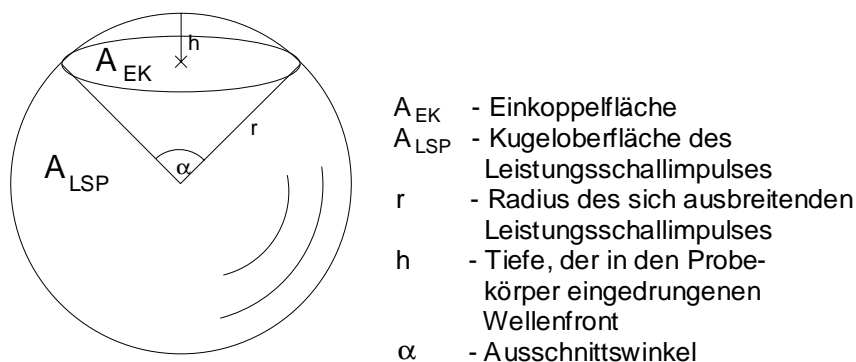 h
A EK
r
α
A LSP
A EK - Einkoppelfläche
A LSP - Kugeloberfläche des
Leistungsschallimpulses
r - Radius des sich ausbreitenden
Leistungsschallimpulses
h - Tiefe, der in den Probe-
körper eingedrungenen
Wellenfront
α - Ausschnittswinkel